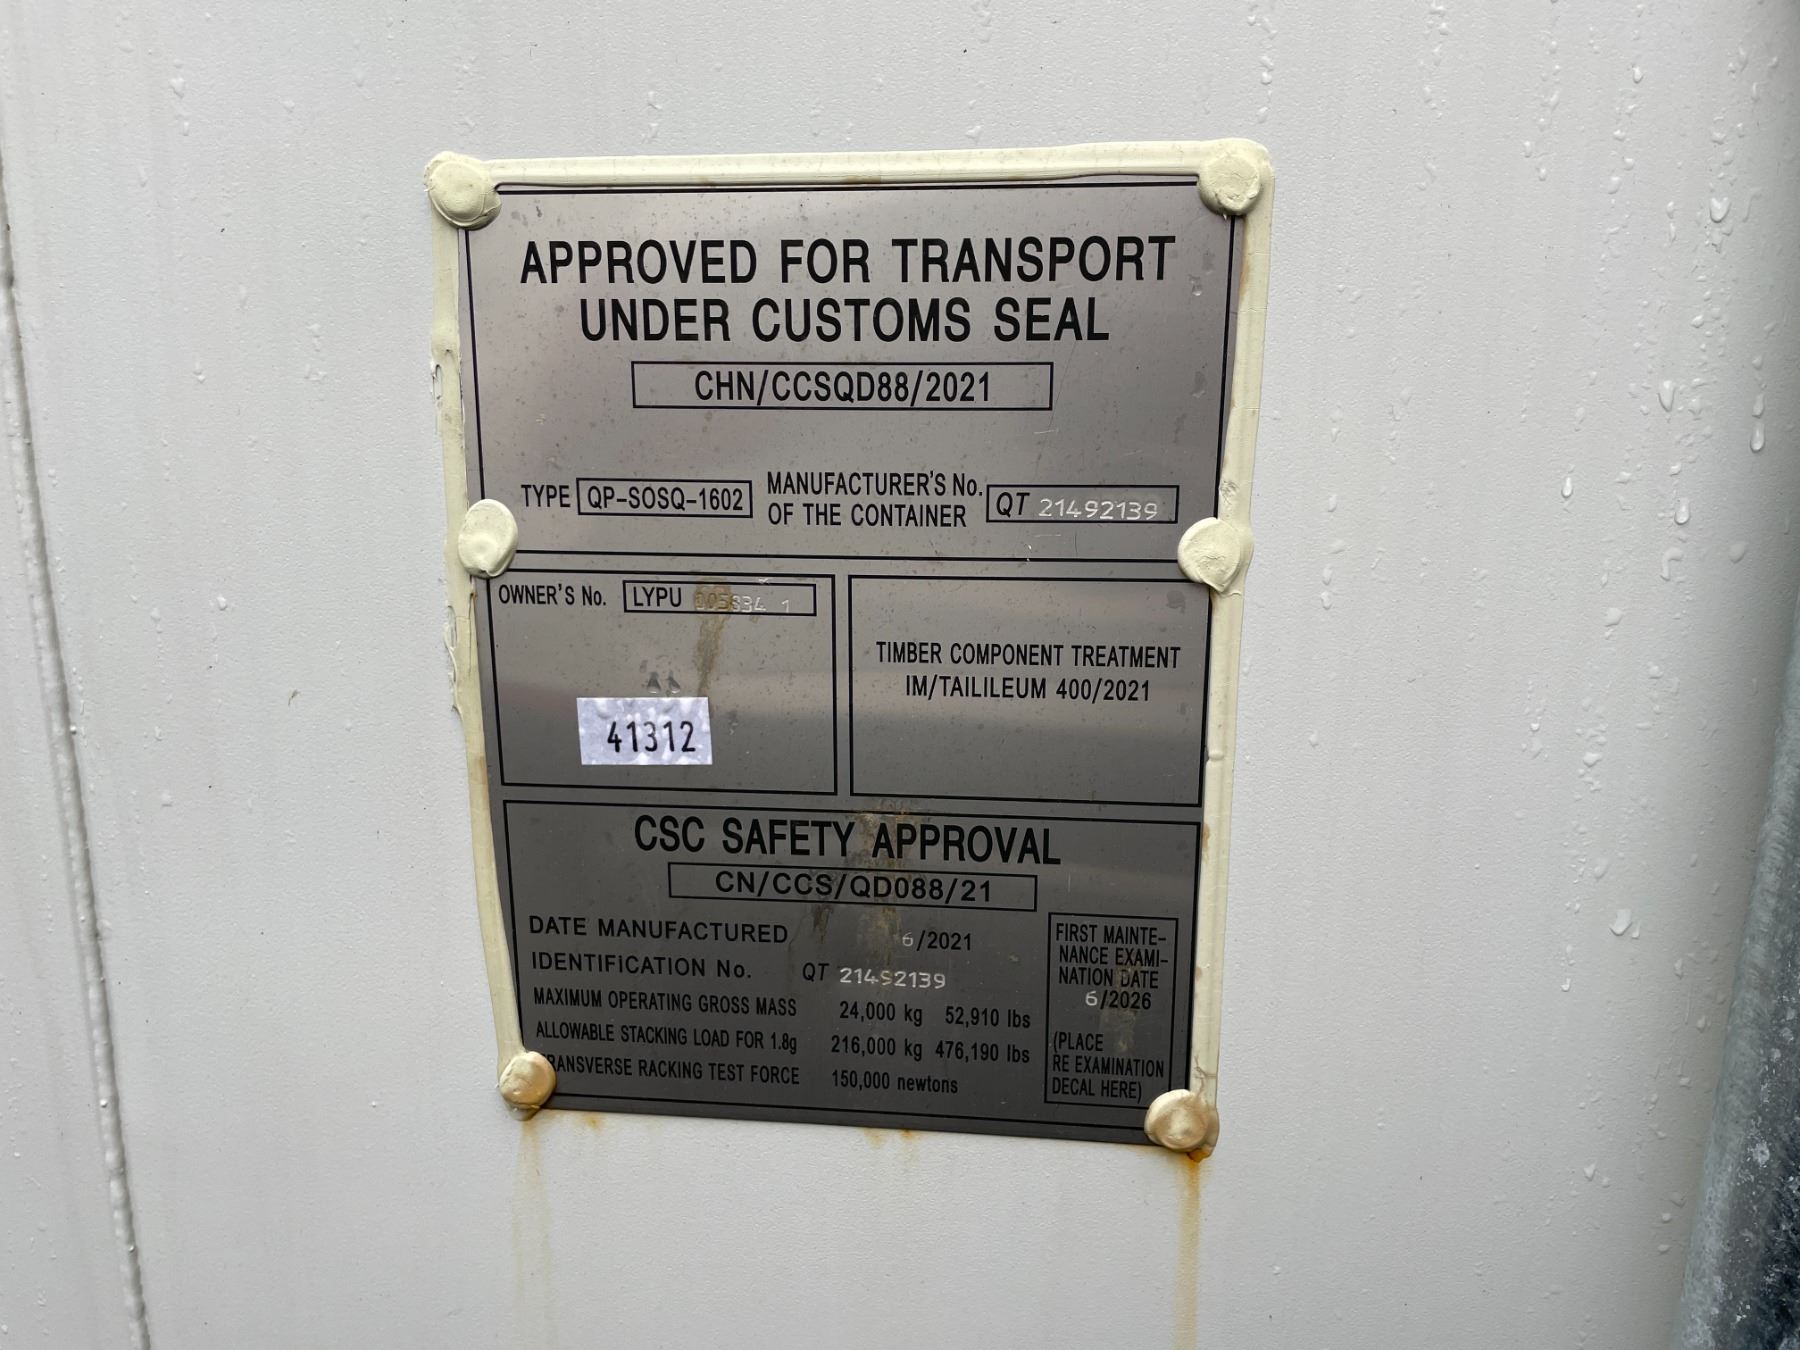 APPROVED FOR TRANSPORT
UNDER CUSTOMS SEAL
CHN/CCSQD88/2021
TYPE QP-SOSQ-1602 MANUFACTURER'S No. OF THE CONTAINER QT 21492139
OWNER'S No. LYPU 005834 1
41312
TIMBER COMPONENT TREATMENT
IM/TAILILEUM 400/2021
CSC SAFETY APPROVAL
CN/CCS/QD088/21
DATE MANUFACTURED 6/2021
IDENTIFICATION No. QT 21492139
MAXIMUM OPERATING GROSS MASS 24,000 kg 52,910 lbs
ALLOWABLE STACKING LOAD FOR 1.8g 216,000 kg 476,190 lbs
TRANSVERSE RACKING TEST FORCE 150,000 newtons
FIRST MAINTE-
NANCE EXAMI-
NATION DATE
6/2026
(PLACE
RE EXAMINATION
DECAL HERE)